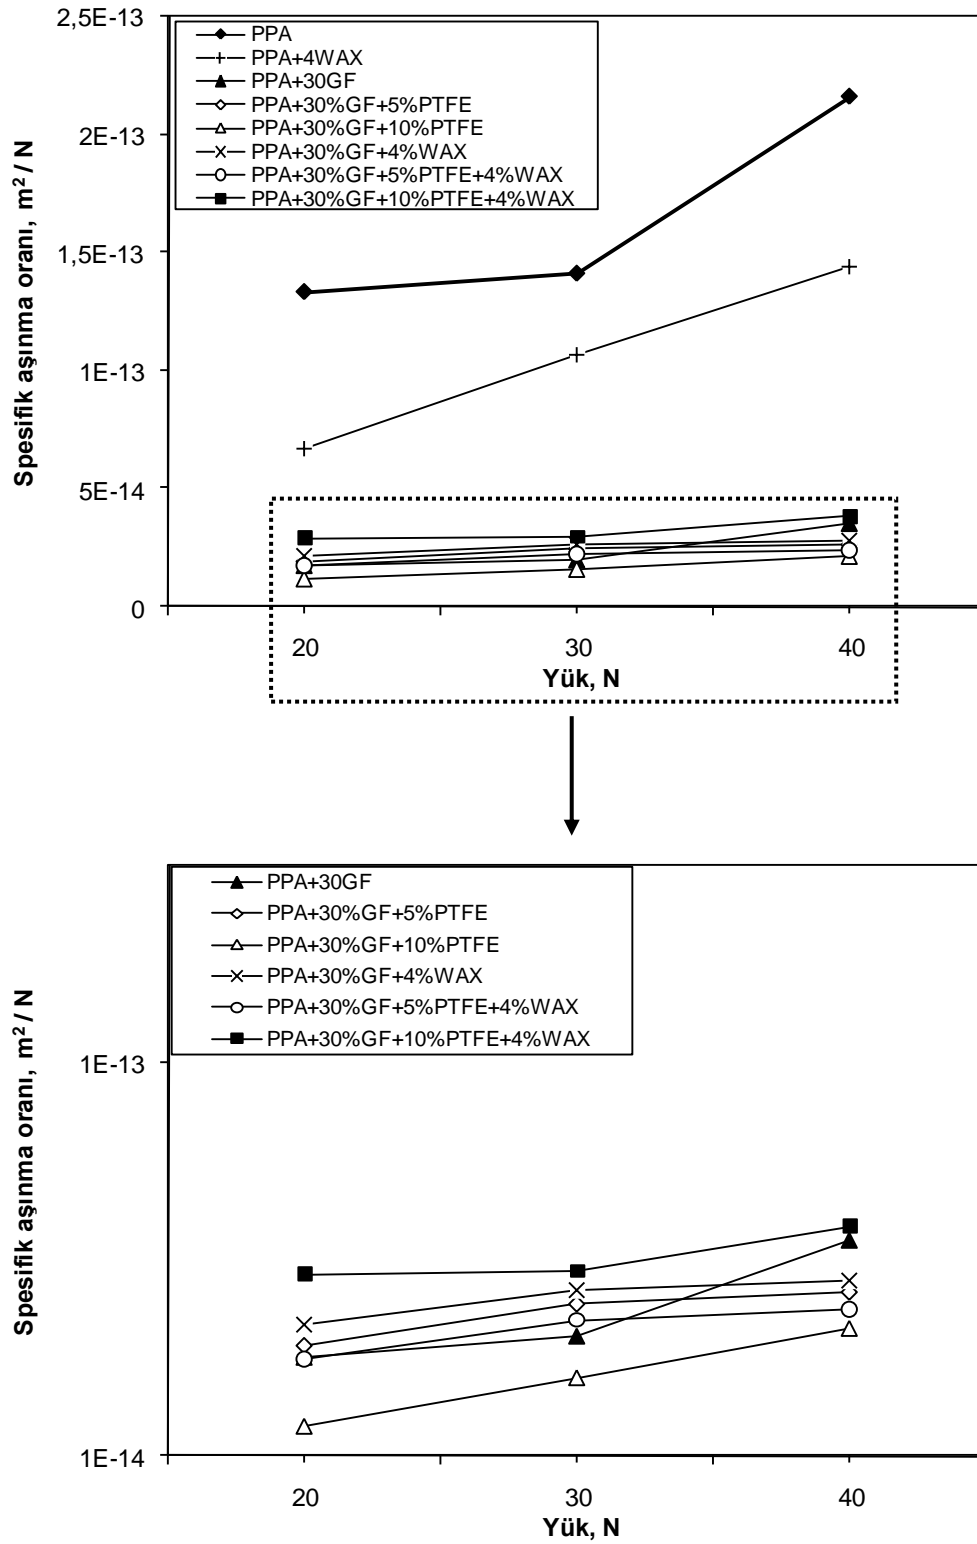 2,5E-13
PPA
PPA+4WAX
PPA+30GF
PPA+30%GF+5%PTFE
PPA+30%GF+10%PTFE
PPA+30%GF+4%WAX
PPA+30%GF+5%PTFE+4%WAX
PPA+30%GF+10%PTFE+4%WAX
2E-13
1,5E-13
1E-13
5E-14
0
Spesifik aşınma oranı, m² / N
20 30 40
Yük, N
PPA+30GF
PPA+30%GF+5%PTFE
PPA+30%GF+10%PTFE
PPA+30%GF+4%WAX
PPA+30%GF+5%PTFE+4%WAX
PPA+30%GF+10%PTFE+4%WAX
1E-13
1E-14
Spesifik aşınma oranı, m² / N
20 30 40
Yük, N